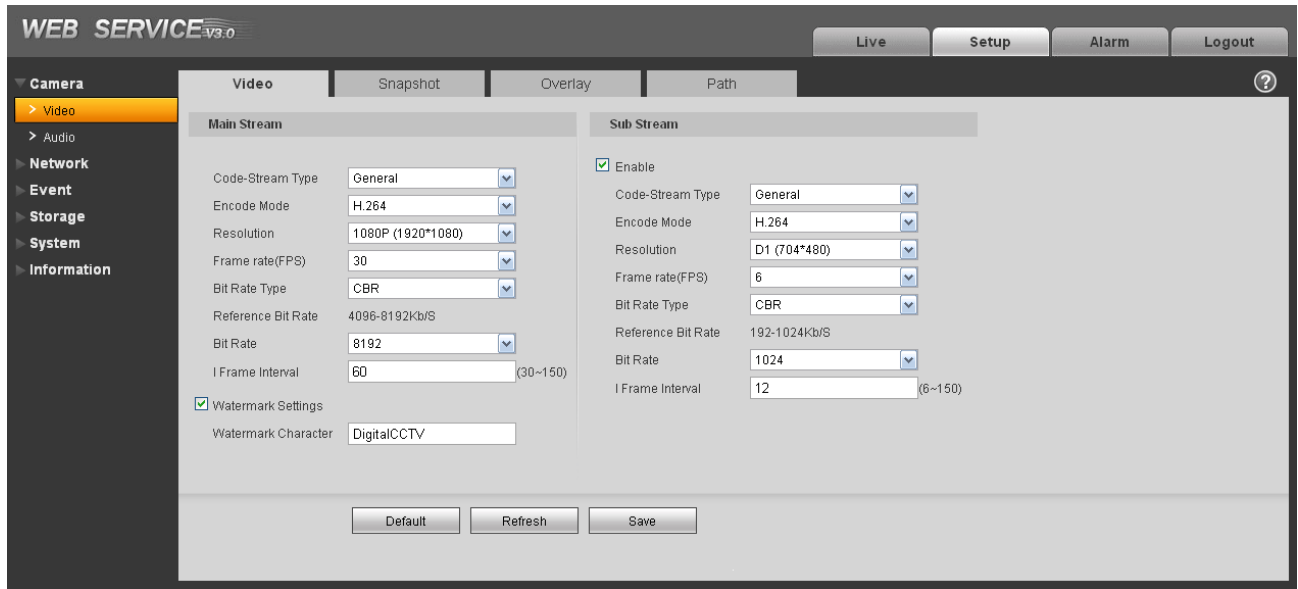 WEB SERVICE V3.0
Live Setup Alarm Logout
Camera
> Video
> Audio
Network
Event
Storage
System
Information
Video Snapshot Overlay Path
?
Main Stream
Code-Stream Type General
Encode Mode H.264
Resolution 1080P (1920*1080)
Frame rate(FPS) 30
Bit Rate Type CBR
Reference Bit Rate 4096-8192Kb/S
Bit Rate 8192
I Frame Interval 60 (30~150)
Watermark Settings
Watermark Character DigitalCCTV
Sub Stream
Enable
Code-Stream Type General
Encode Mode H.264
Resolution D1 (704*480)
Frame rate(FPS) 6
Bit Rate Type CBR
Reference Bit Rate 192-1024Kb/S
Bit Rate 1024
I Frame Interval 12 (6~150)
Default Refresh Save